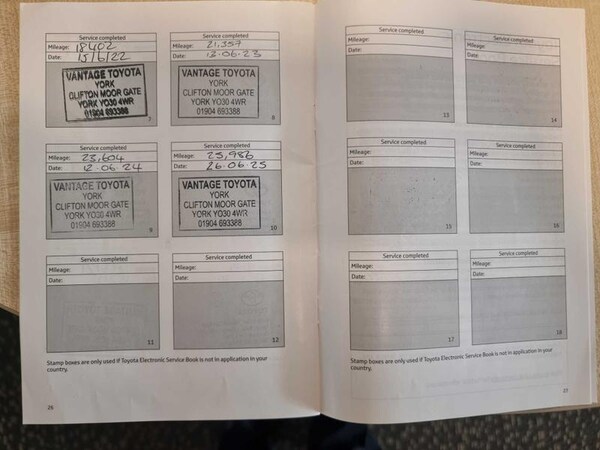 Service completed
Mileage: 18402
Date: 15/6/22
VANTAGE TOYOTA
YORK
CLIFTON MOOR GATE
YORK YO30 4WR
01904 693388
7
Service completed
Mileage: 21,357
Date: 13.06.23
VANTAGE TOYOTA
YORK
CLIFTON MOOR GATE
YORK YO30 4WR
01904 693388
8
Service completed
Mileage: 23,604
Date: 12.06.24
VANTAGE TOYOTA
YORK
CLIFTON MOOR GATE
YORK YO30 4WR
01904 693388
9
Service completed
Mileage: 25,986
Date: 26.06.25
VANTAGE TOYOTA
YORK
CLIFTON MOOR GATE
YORK YO30 4WR
01904 693388
10
Service completed
Mileage:
Date:
11
Service completed
Mileage:
Date:
12
Stamp boxes are only used if Toyota Electronic Service Book is not in application in your
country.
26
Service completed
Mileage:
Date:
13
Service completed
Mileage:
Date:
14
Service completed
Mileage:
Date:
15
Service completed
Mileage:
Date:
16
Service completed
Mileage:
Date:
17
Service completed
Mileage:
Date:
18
Stamp boxes are only used if Toyota Electronic Service Book is not in application in your
country.
27